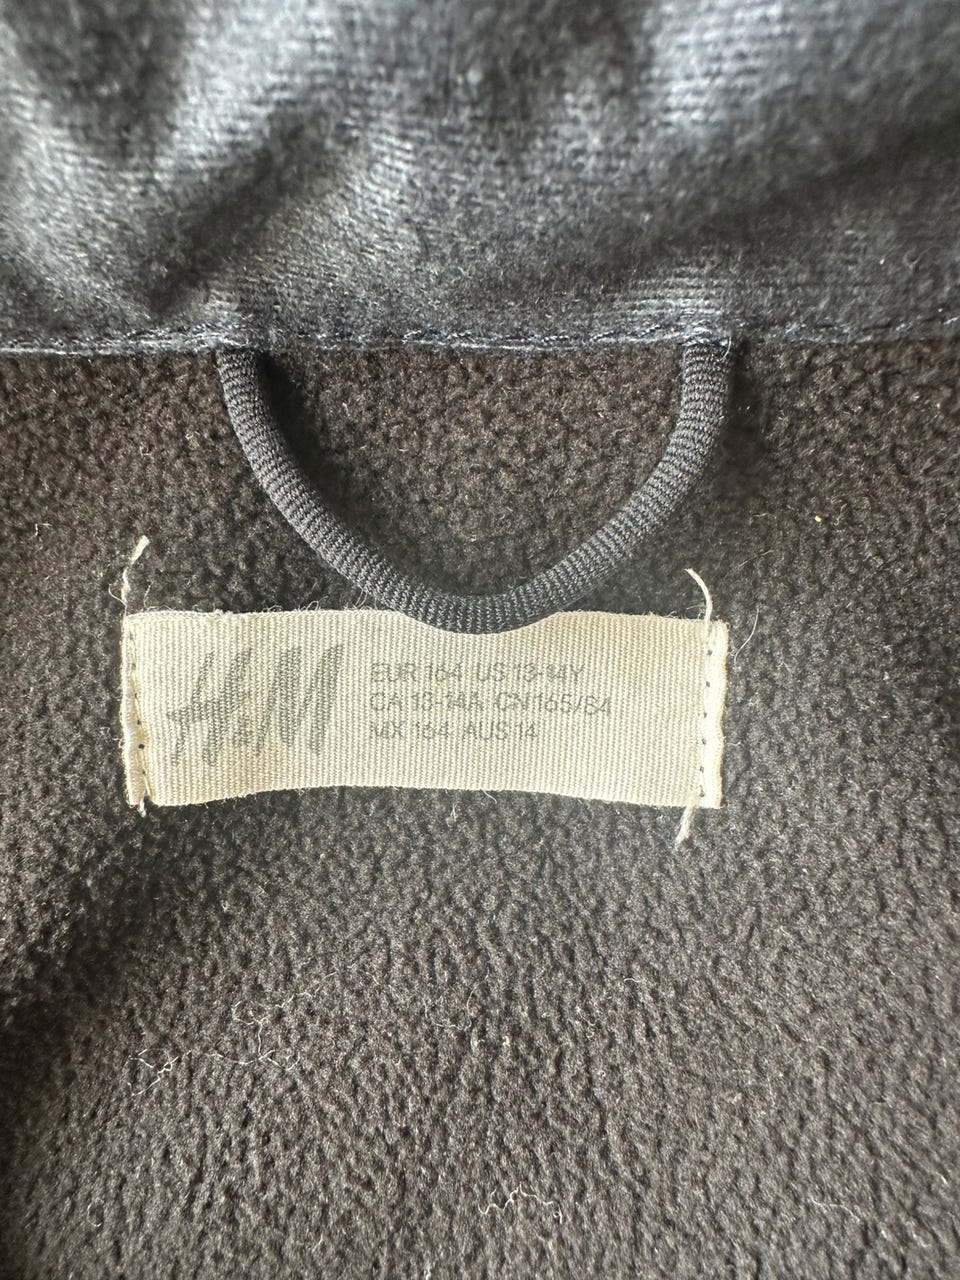 H&M
EUR 164 US 13-14Y
CA 13-14A CN 165/84
MX 164 AUS 14